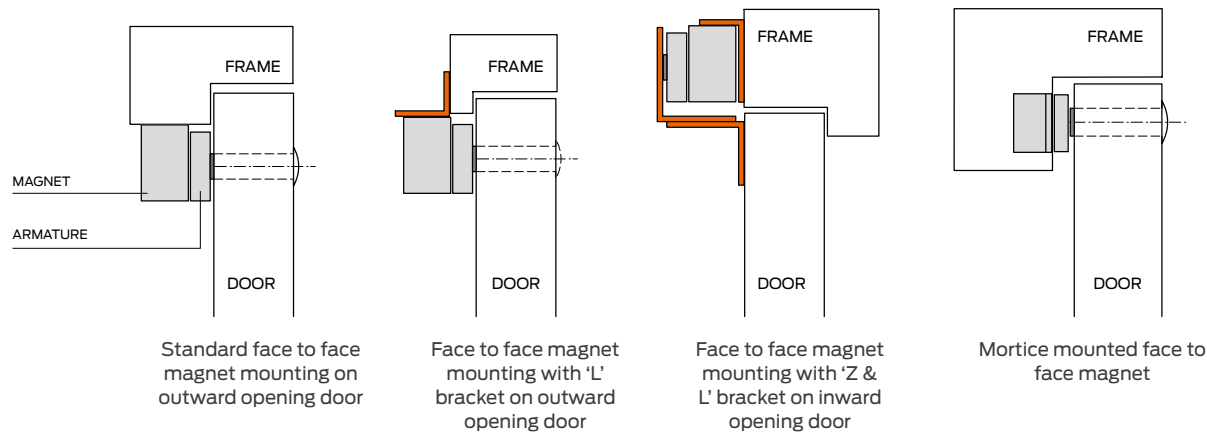 FRAME
MAGNET
ARMATURE
DOOR
Standard face to face
magnet mounting on
outward opening door
FRAME
DOOR
Face to face magnet
mounting with ‘L’
bracket on outward
opening door
FRAME
DOOR
Face to face magnet
mounting with ‘Z &
L’ bracket on inward
opening door
FRAME
DOOR
Mortice mounted face to
face magnet